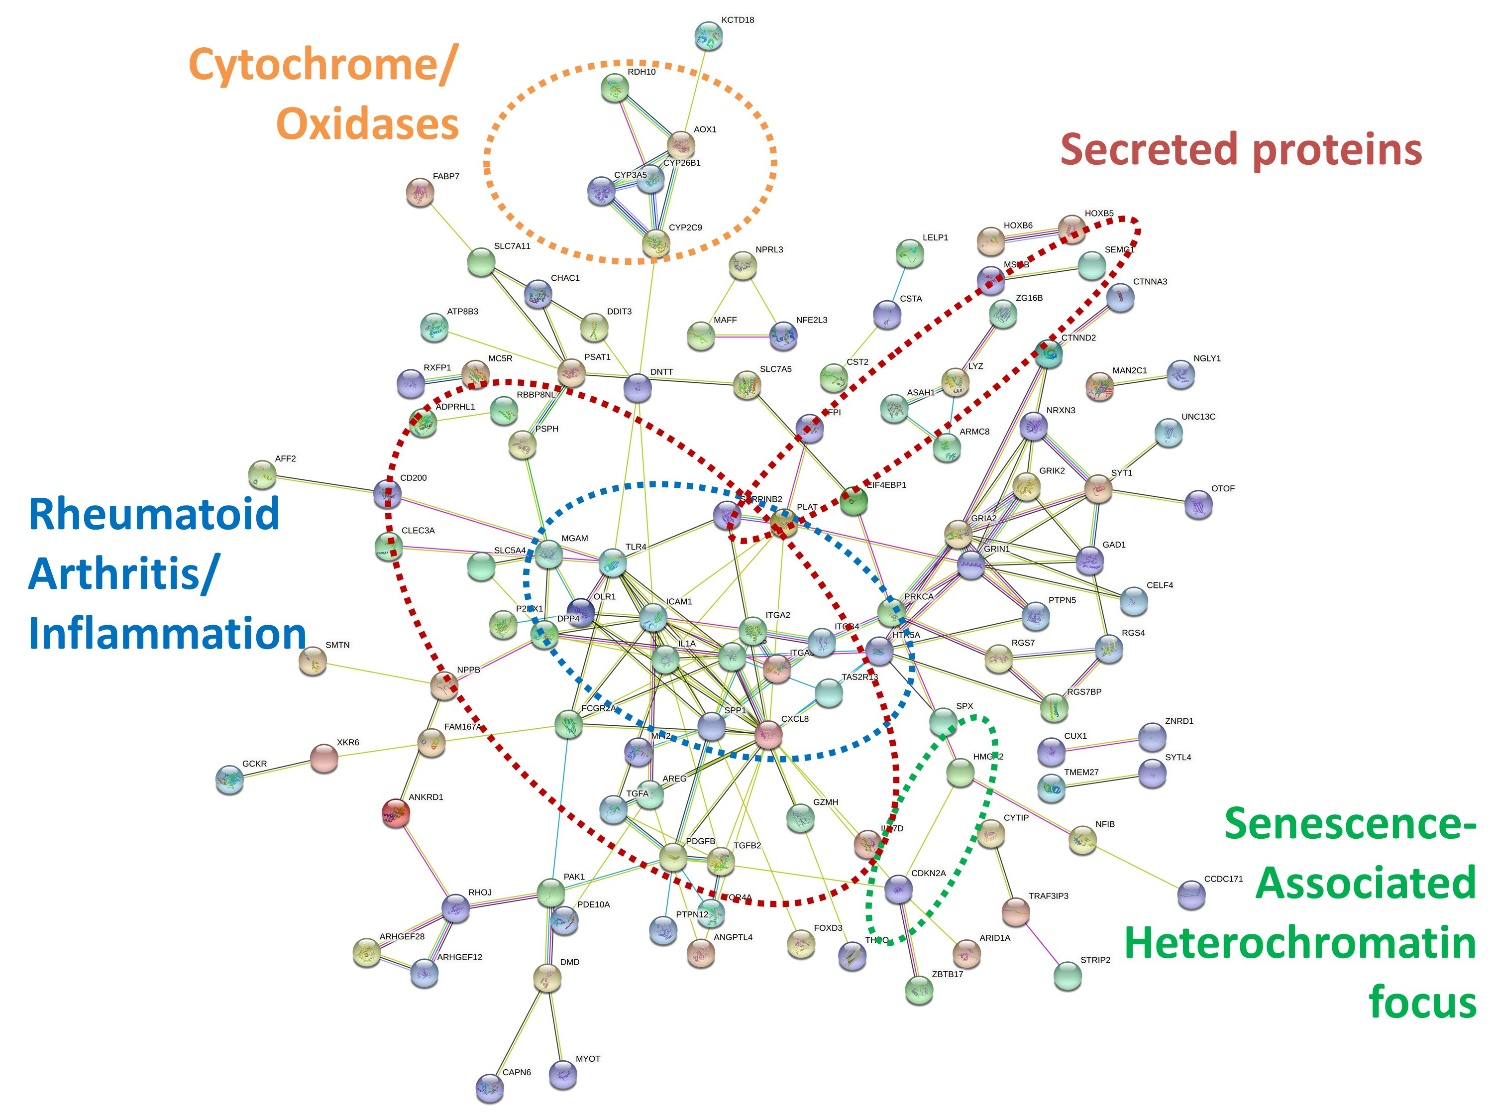 KCTD18
Cytochrome/
Oxidases
RDH10
AOX1
CYP26B1
CYP3A5
CYP2C9
Secreted proteins
FABP7
SLC7A11
CHAC1
DDIT3
NPRL3
MAFF
NFE2L3
LELP1
CSTA
CST2
HOXB6
HOXB5
SEMG1
ZG16B
CTNNA3
CTNND2
LYZ
ASAH1
ARMC8
MAN2C1
NGLY1
UNC13C
ATP8B3
RXFP1
MC5R
PSAT1
DNTT
SLC7A5
ADPRHL1
RBBP8NL
PSPH
NRXN3
GRIK2
SYT1
OTOF
AFF2
CD200
CLEC3A
Rheumatoid
Arthritis/
Inflammation
SLC5A4
MGAM
TLR4
PLAT
EIF4EBP1
GRIA2
GRIN1
GAD1
CELF4
PTPN5
OLR1
ICAM1
DPP4
IL1A
ITGA2
PRKCA
RGS7
RGS4
RGS7BP
TAS2R13
SMTN
NPPB
FAM167A
XKR6
GCKR
FCGR2A
SPP1
CXCL8
SPX
CUX1
ZNRD1
TMEM27
SYTL4
ANKRD1
AREG
TGFA
GZMH
PDGFB
TGFB2
CDKN2A
CYTIP
NFIB
CCDC171
Senescence-
Associated
Heterochromatin
focus
RHOJ
PAK1
PDE10A
PTPN12
ANGPTL4
FOXD3
ARID1A
ZBTB17
TRAF3IP3
STRIP2
ARHGEF28
ARHGEF12
DMD
CAPN6
MYOT